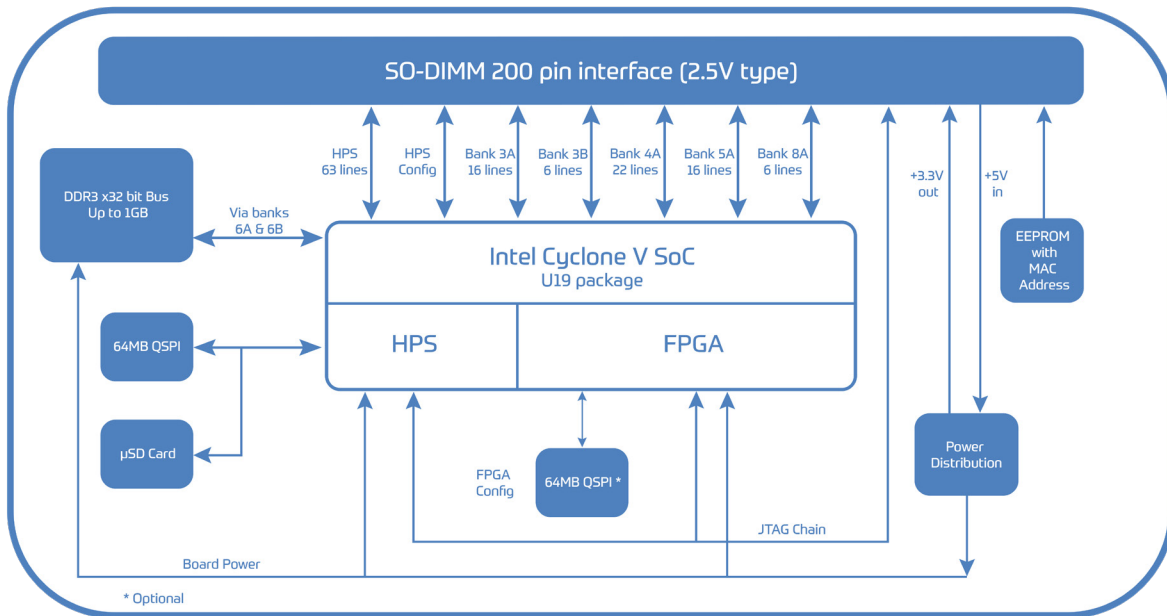 SO-DIMM 200 pin interface (2.5V type)
HPS
63 lines
HPS
Config
Bank 3A
16 lines
Bank 3B
6 lines
Bank 4A
22 lines
Bank 5A
16 lines
Bank 8A
6 lines
+3.3V
out
+5V
in
DDR3 x32 bit Bus
Up to 1GB
Via banks
6A & 6B
Intel Cyclone V SoC
U19 package
EEPROM
with
MAC
Address
64MB QSPI
HPS
FPGA
µSD Card
FPGA
Config
64MB QSPI *
Power
Distribution
JTAG Chain
Board Power
* Optional